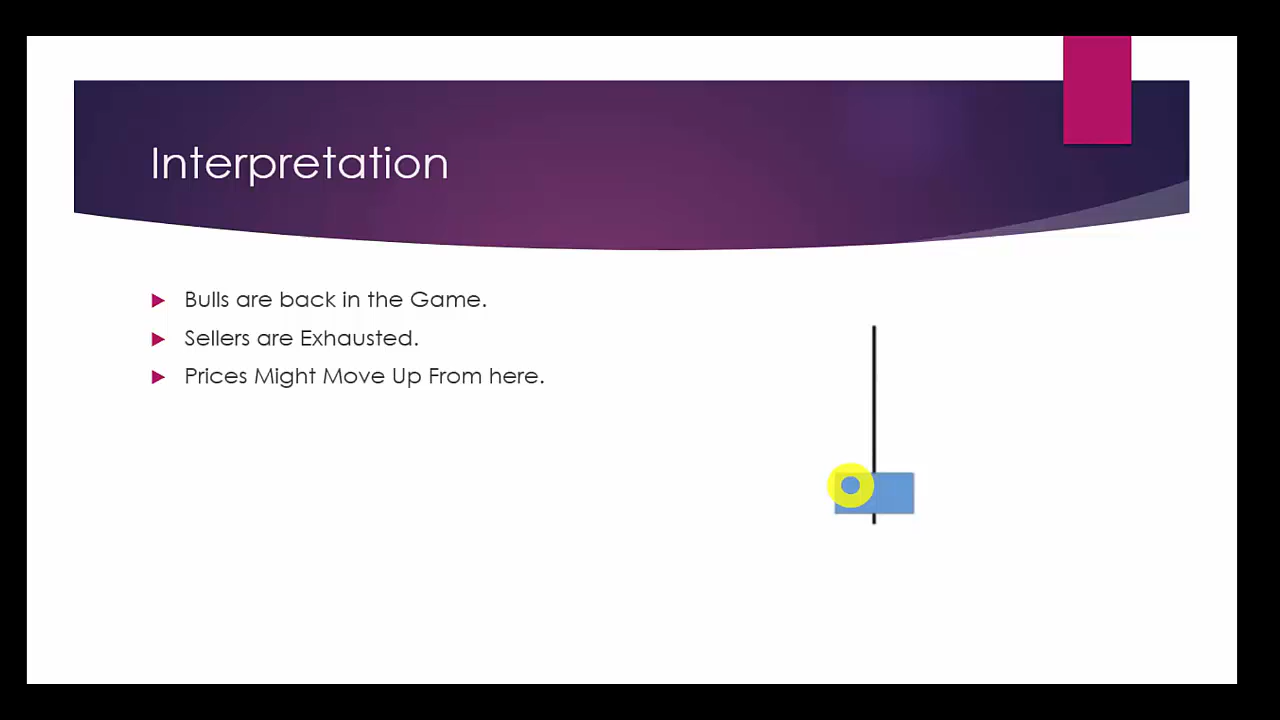 Interpretation
Bulls are back in the Game.
Sellers are Exhausted.
Prices Might Move Up From here.